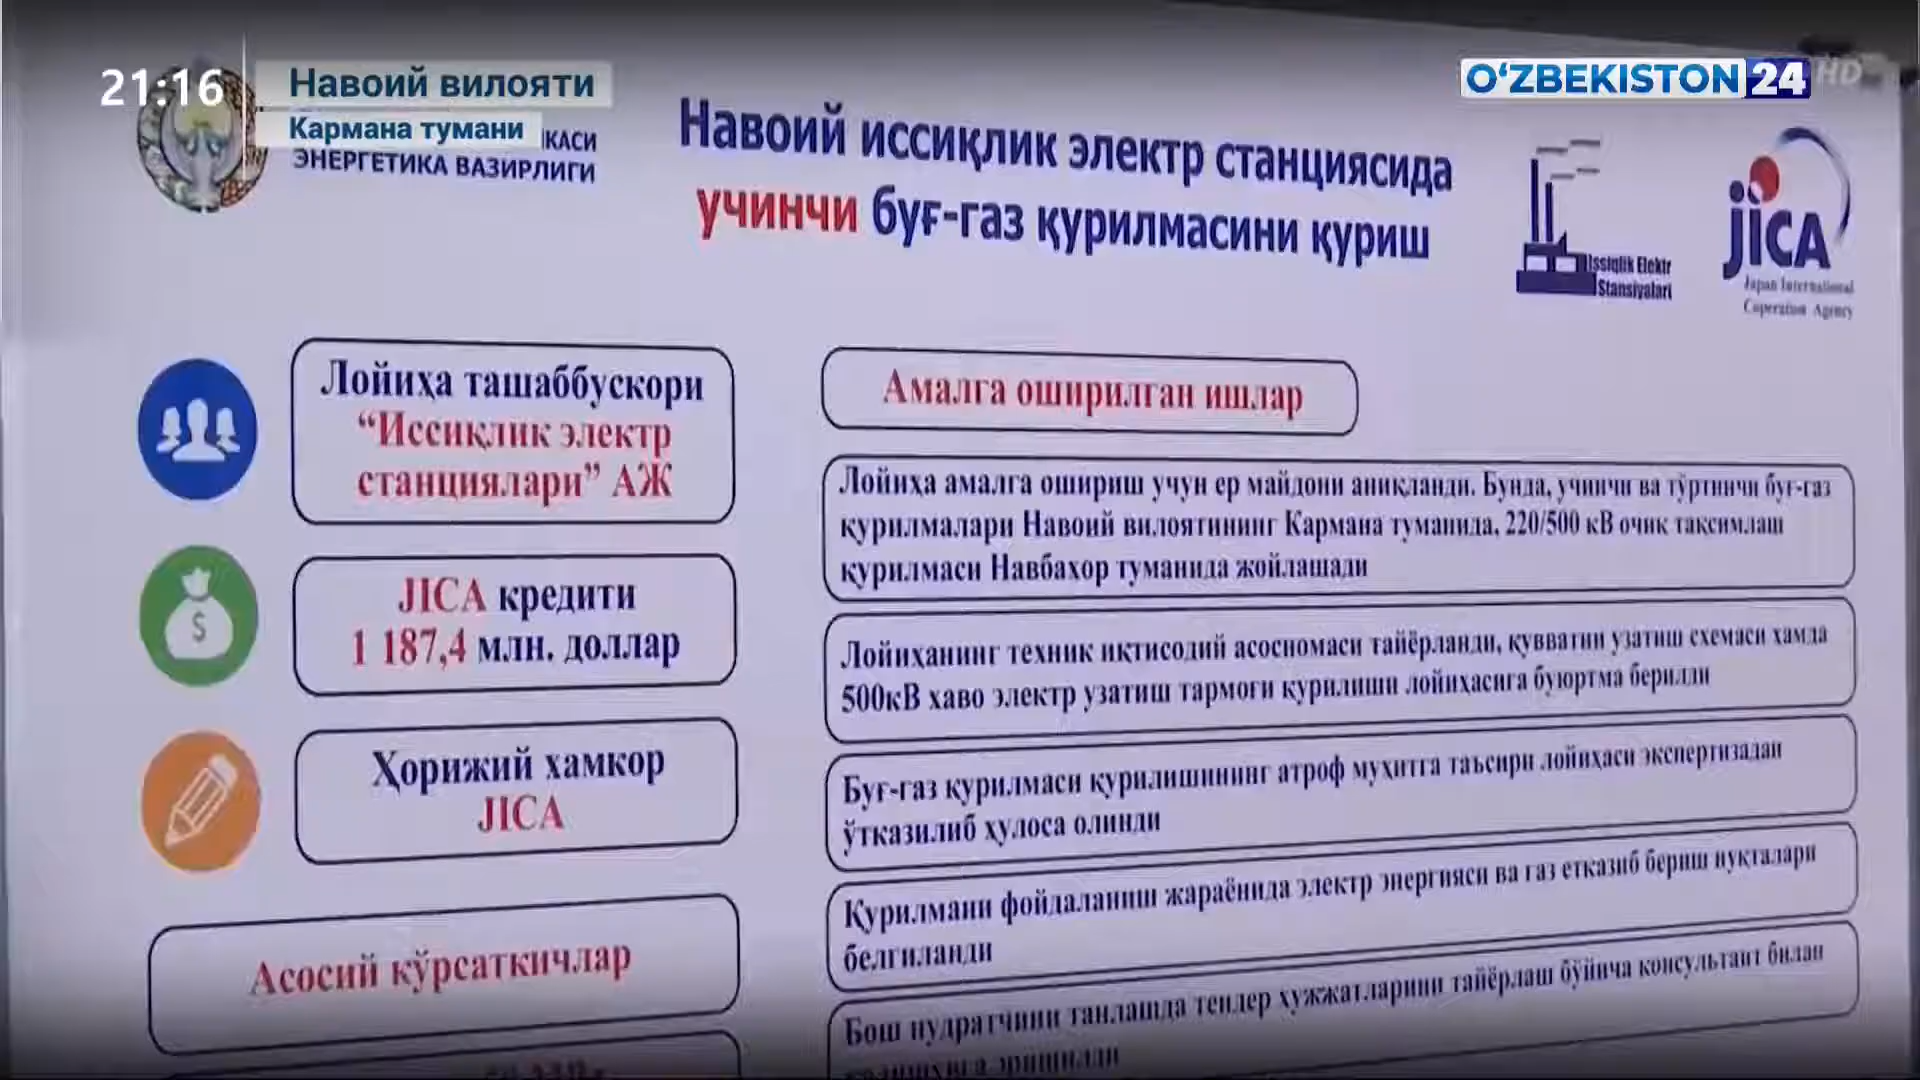 21:16
Навоий вилояти
Кармана тумани
O‘ZBEKISTON 24
HD
КАСИ
ЭНЕРГЕТИКА ВАЗИРЛИГИ
Навоий иссиқлик электр станциясида
учинчи буғ-газ қурилмасини қуриш
Issiqlik Elektr
Stansiyalari
JICA
Japan International
Cooperation Agency
Лойиҳа ташаббускори
“Иссиқлик электр
станциялари” АЖ
JICA кредити
1 187,4 млн. доллар
Ҳорижий хамкор
JICA
Асосий кўрсаткичлар
Амалга оширилган ишлар
Лойиҳа амалга ошириш учун ер майдони аниқланди. Бунда, учинчи ва тўртинчи буғ-газ
қурилмалари Навоий вилоятининг Кармана туманида, 220/500 кВ очиқ тақсимлаш
қурилмаси Навбахор туманида жойлашади
Лойиҳанинг техник иқтисодий асосномаси тайёрланди, қувватни узатиш схемаси хамда
500кВ хаво электр узатиш тармоғи қурилиши лойихасига буюртма берилди
Буғ-газ қурилмаси қурилишининг атроф мухитга таъсири лойиҳаси экспертизадан
ўтказилиб ҳулоса олинди
Қурилмани фойдаланиш жараёнида электр энергияси ва газ етказиб бериш нуқталари
белгиланди
Бош пудратчини танлашда тендер ҳужжатларини тайёрлаш бўйича консультант билан